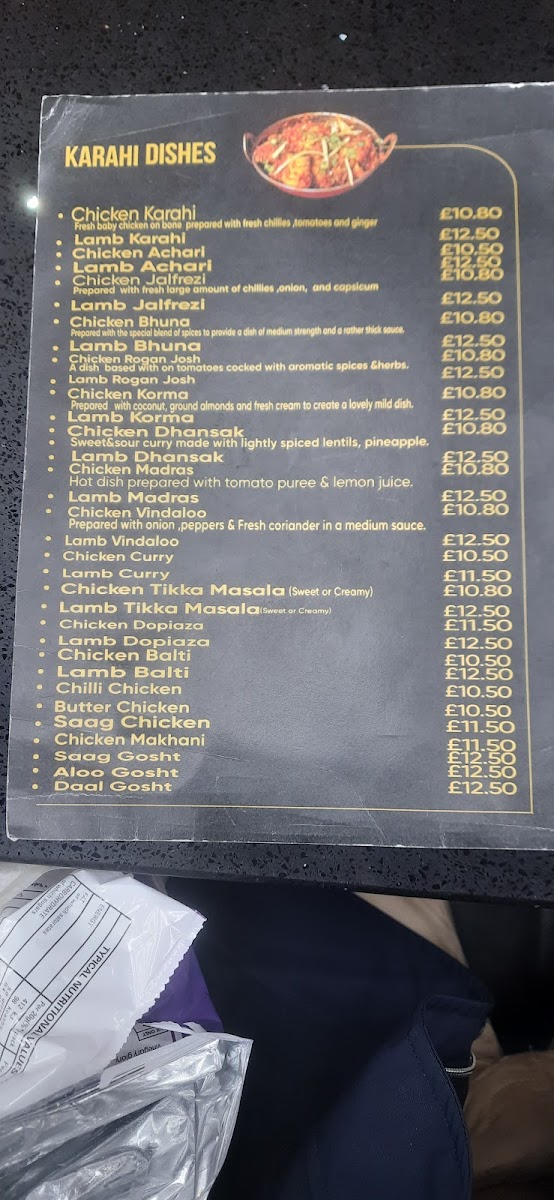 KARAHI DISHES
• Chicken Karahi £10.80
Fresh baby chicken on bone prepared with fresh chillies ,tomatoes and ginger
• Lamb Karahi £12.50
• Chicken Achari £10.50
• Lamb Achari £12.50
• Chicken Jalfrezi £10.80
Prepared with fresh large amount of chillies ,onion, and capsicum
• Lamb Jalfrezi £12.50
• Chicken Bhuna £10.80
Prepared with the special blend of spices to provide a dish of medium strength and a rather thick sauce.
• Lamb Bhuna £12.50
• Chicken Rogan Josh £10.80
A dish based with on tomatoes cocked with aromatic spices &herbs.
• Lamb Rogan Josh £12.50
• Chicken Korma £10.80
Prepared with coconut, ground almonds and fresh cream to create a lovely mild dish.
• Lamb Korma £12.50
• Chicken Dhansak £10.80
• Sweet&sour curry made with lightly spiced lentils, pineapple.
• Lamb Dhansak £12.50
• Chicken Madras £10.80
Hot dish prepared with tomato puree & lemon juice.
• Lamb Madras £12.50
• Chicken Vindaloo £10.80
Prepared with onion ,peppers & Fresh coriander in a medium sauce.
• Lamb Vindaloo £12.50
• Chicken Curry £10.50
• Lamb Curry £11.50
• Chicken Tikka Masala (Sweet or Creamy) £10.80
• Lamb Tikka Masala (Sweet or Creamy) £12.50
• Chicken Dopiaza £11.50
• Lamb Dopiaza £12.50
• Chicken Balti £10.50
• Lamb Balti £12.50
• Chilli Chicken £10.50
• Butter Chicken £10.50
• Saag Chicken £11.50
• Chicken Makhani £11.50
• Saag Gosht £12.50
• Aloo Gosht £12.50
• Daal Gosht £12.50
TYPICAL NUTRITIONAL VALUES
ENERGY
FAT
of which saturates
CARBOHYDRATE
of which sugars